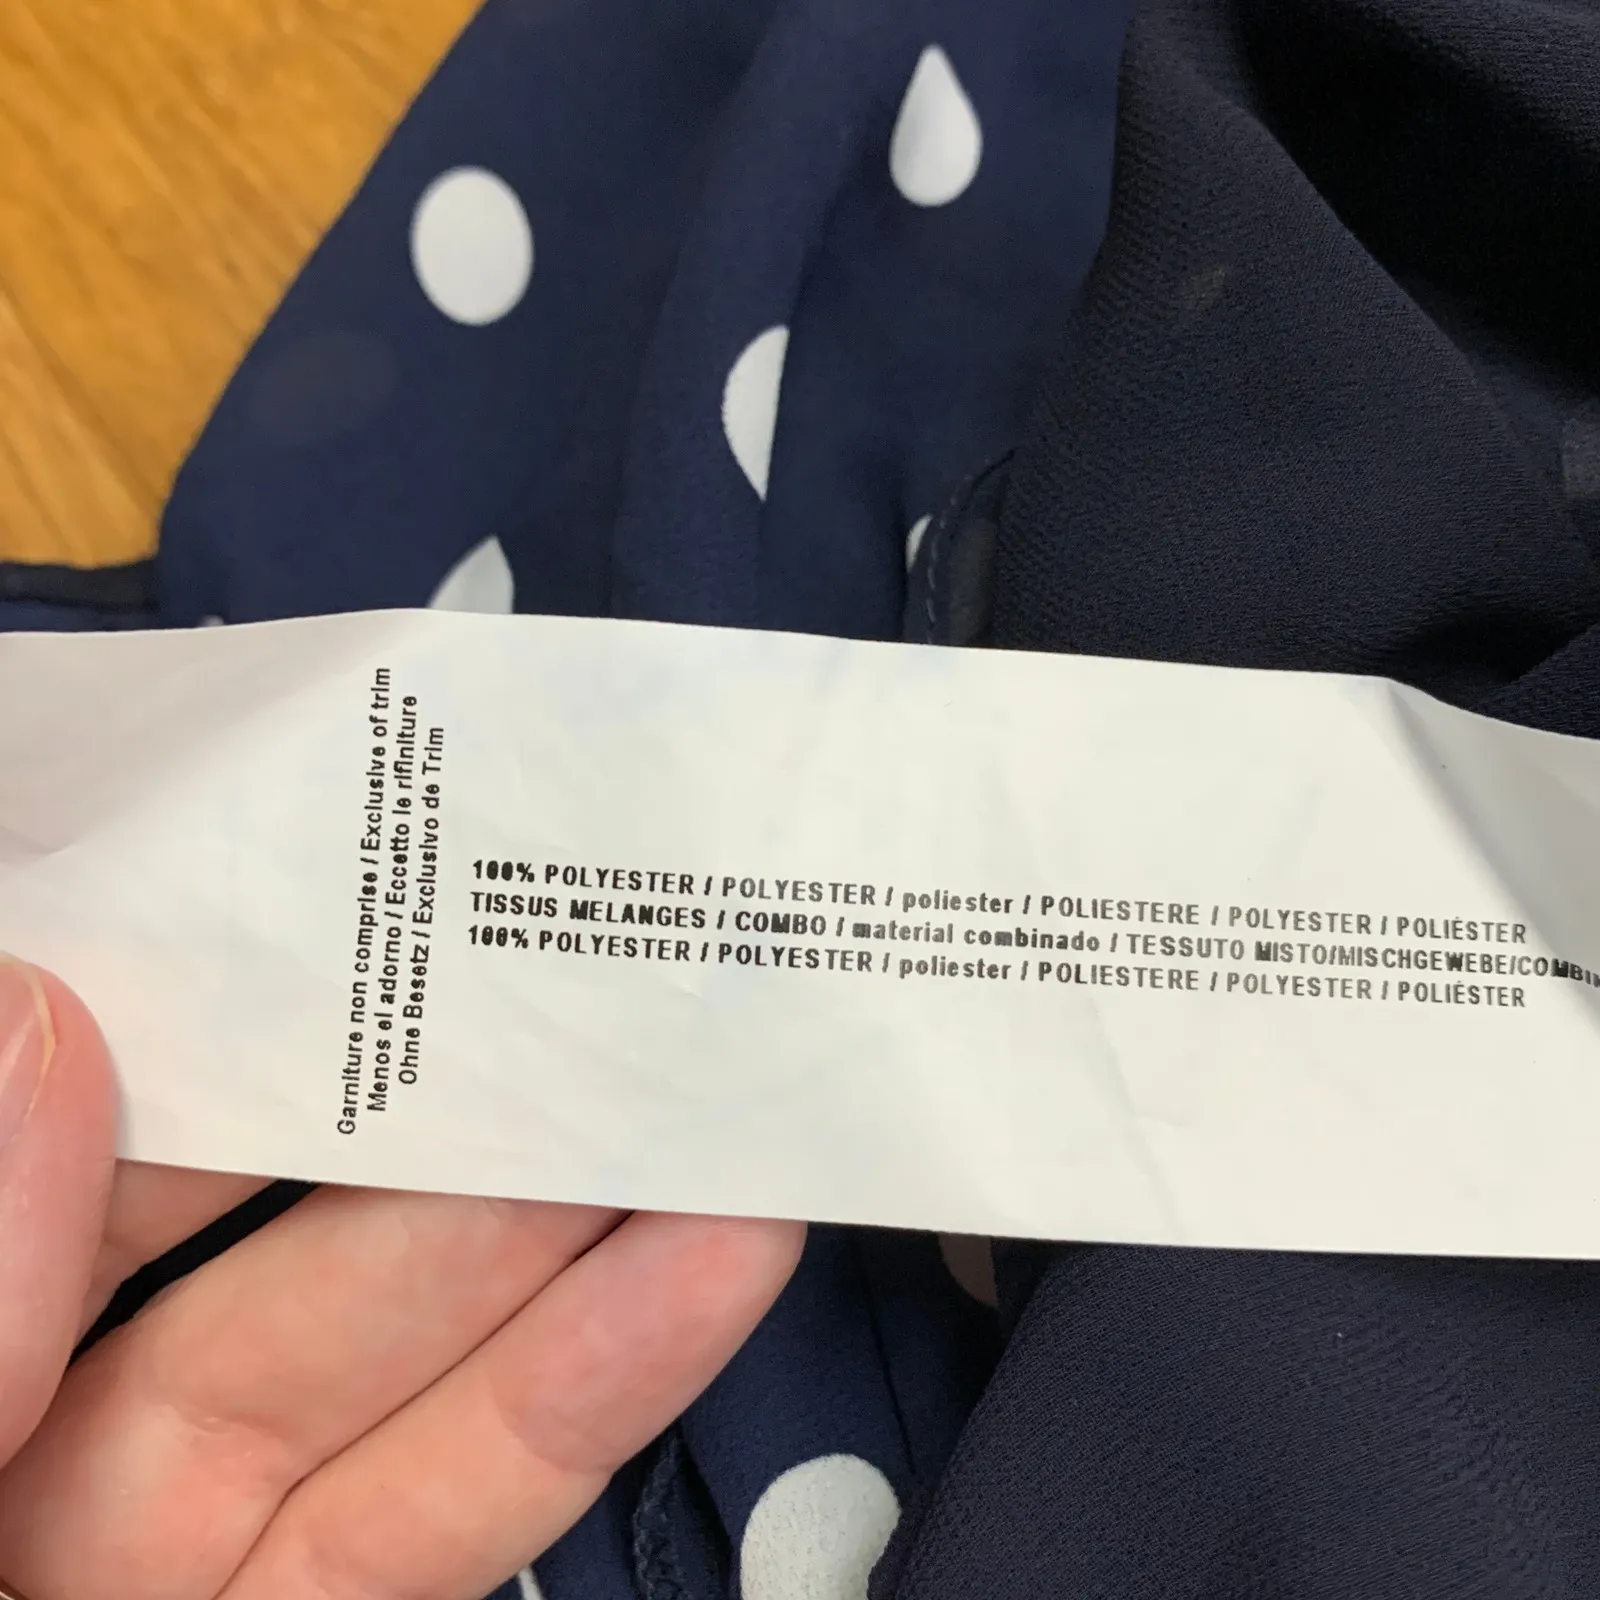 Garniture non comprise / Exclusive of trim
Menos el adorno / Eccetto le rifiniture
Ohne Besetz / Exclusivo de Trim
100% POLYESTER / POLYESTER / poliester / POLIESTERE / POLYESTER / POLIÉSTER
TISSUS MELANGES / COMBO / material combinado / TESSUTO MISTO/MISCHGEWEBE/
100% POLYESTER / POLYESTER / poliester / POLIESTERE / POLYESTER / POLIÉSTER